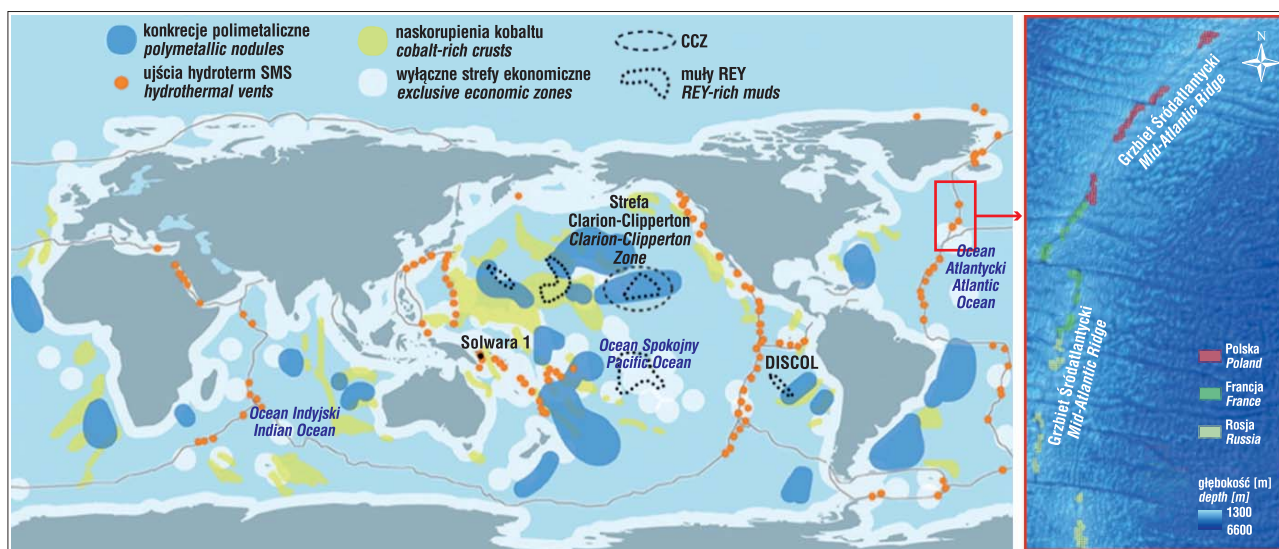 konkrecje polimetaliczne
polymetallic nodules
ujścia hydroterm SMS
hydrothermal vents
naskorupienia kobaltu
cobalt-rich crusts
wyłączne strefy ekonomiczne
exclusive economic zones
CCZ
muły REY
REY-rich muds
Strefa
Clarion-Clipperton
Clarion-Clipperton
Zone
Ocean
Atlantycki
Atlantic
Ocean
Solwara 1
Ocean Spokojny
Pacific Ocean
DISCOL
Ocean Indyjski
Indian Ocean
N
Grzbiet Śródatlantycki
Mid-Atlantic Ridge
Grzbiet Śródatlantycki
Mid-Atlantic Ridge
Polska
Poland
Francja
France
Rosja
Russia
głębokość [m]
depth [m]
1300
6600